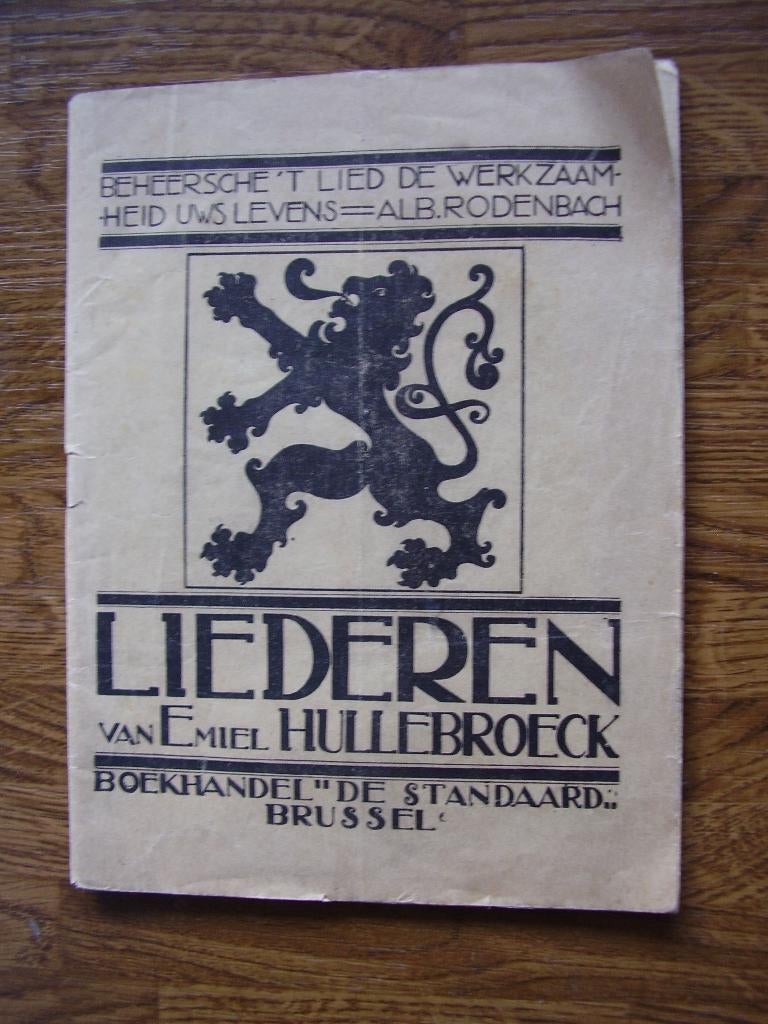 BEHEERSCHE 'T LIED DE WERKZAAM-
-HEID UWS LEVENS = ALB. RODENBACH
LIEDEREN
VAN EMIEL HULLEBROECK
BOEKHANDEL "DE STANDAARD"
BRUSSEL